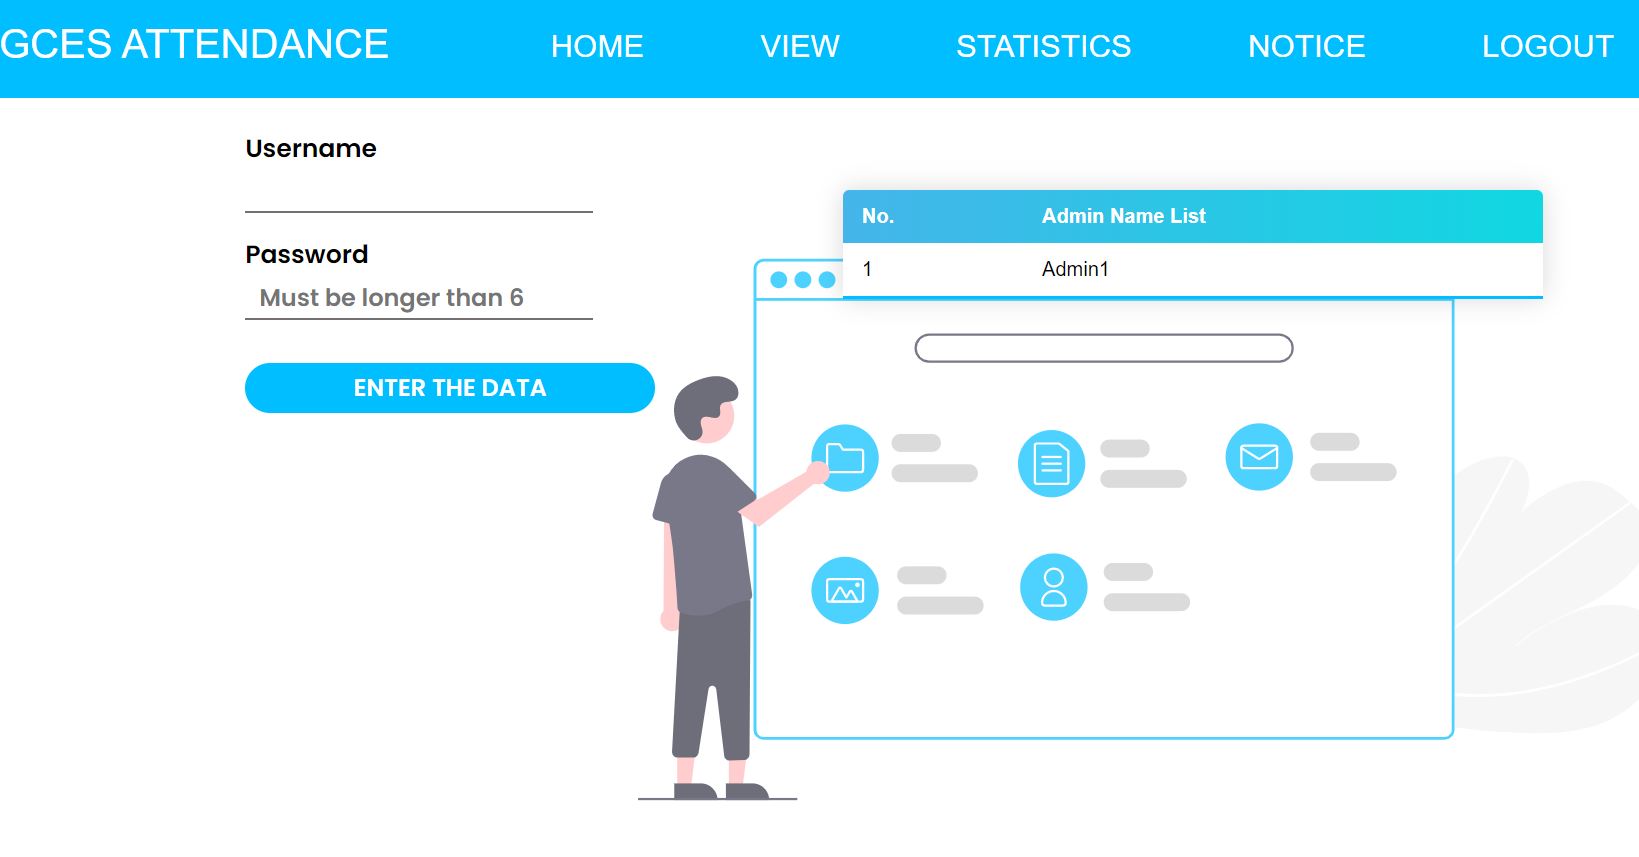 GCES ATTENDANCE HOME VIEW STATISTICS NOTICE LOGOUT
Username
Password
Must be longer than 6
ENTER THE DATA
No. Admin Name List
1 Admin1